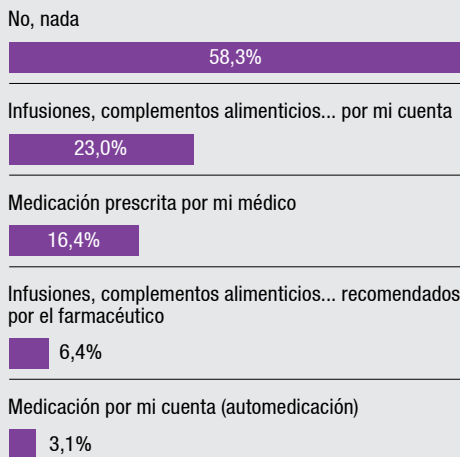 No, nada
58,3%
Infusiones, complementos alimenticios... por mi cuenta
23,0%
Medicación prescrita por mi médico
16,4%
Infusiones, complementos alimenticios... recomendados
por el farmacéutico
6,4%
Medicación por mi cuenta (automedicación)
3,1%